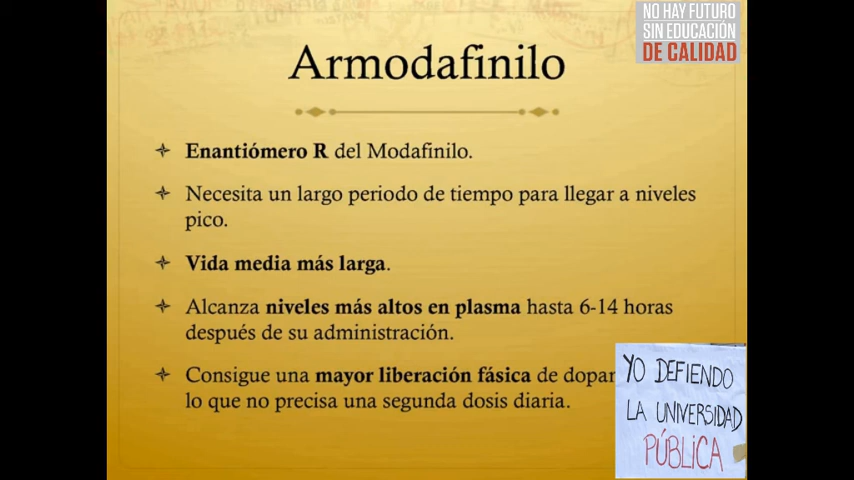 NO HAY FUTURO
SIN EDUCACIÓN
DE CALIDAD
Armodafinilo
Enantiómero R del Modafinilo.
Necesita un largo periodo de tiempo para llegar a niveles
pico.
Vida media más larga.
Alcanza niveles más altos en plasma hasta 6-14 horas
después de su administración.
Consigue una mayor liberación fásica de dopam
lo que no precisa una segunda dosis diaria.
YO DEFIENDO
LA UNIVERSIDAD
PÚBLICA